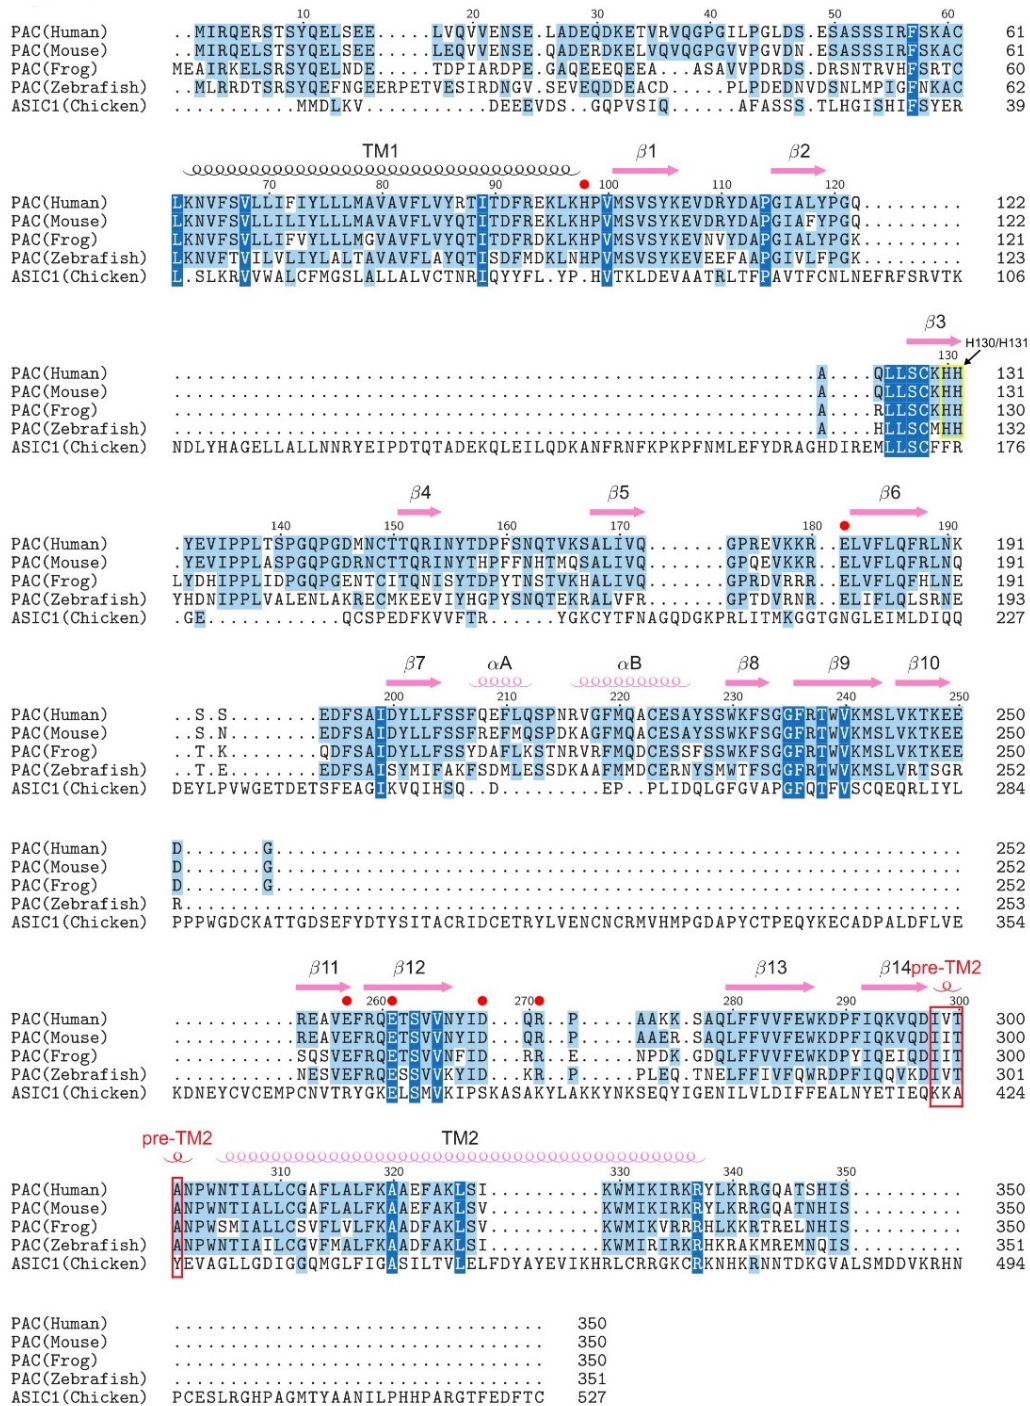 10 20 30 40 50 60
PAC(Human) ..MIRQERSTSYQELSEE.....LVQVVENSE.LADEQDKETVRVQGPGILPGLDS.ESASSSIRFSKAC 61
PAC(Mouse) ..MIRQELSTSYQELSEE.....LEQVVENSE.LADERDKELVQVQGPGVVPGVDN.ESASSSIRFSKAC 61
PAC(Frog) MEAIRKELSRSYQELNDE.....TDPIARDPE.GAQEEEQEEA...ASAVVPDRDS.DRSNTRVHFSRTC 60
PAC(Zebrafish) ..MLRRDTSRSYQEFNGEERPETVESIRDNGV.SEVEQDDEACD.....PLPDEDNVDSNLMPIGFNKAC 62
ASIC1(Chicken) .........MMDLKV...........DEEEVDS.GQPVSIQ......AFASSS.TLHGISHIFSYER 39
TM1 β1 β2
70 80 90 100 110 120
PAC(Human) LKNVFSVLLIFIYLLLMAVAVFLVYRTITDFREKLKHPVMSVSYKEVDRYDAPGIALYPGQ......... 122
PAC(Mouse) LKNVFSVLLIFIYLLLMAVAVFLVYQTITDFREKLKHPVMSVSYKEVDRYDAPGIAFYPGQ......... 122
PAC(Frog) LKNVFSVLLIFVYLLLMGVAVFLVYQTITDFRDKLKHPVMSVSYKEVNVYDAPGIALYPGK......... 121
PAC(Zebrafish) LKNVFTVILVLIYLALTAVAVFLAYQTISDFMDKLNHPVMSVSYKEVEEFAAPGIVLFPGK......... 123
ASIC1(Chicken) L.SLKRVVWALCFMGSLALLALVCTNRIQYYFLYP.HVTKLDEVAATRLTFPAVTFCNLNEFRFSRVTK 106
β3
130 H130/H131
PAC(Human) .........................................................A....QLLSCKHH 131
PAC(Mouse) .........................................................A....QLLSCKHH 131
PAC(Frog) .........................................................A....RLLSCKHH 130
PAC(Zebrafish) .........................................................A....HLLSCMHH 132
ASIC1(Chicken) NDLYHAGELLALLNNRYEIPDTQTADEKQLEILQDKANFRNFKPKPFNMLEFYDRAGHDIREMLLSCFFR 176
β4 β5 β6
140 150 160 170 180 190
PAC(Human) .YEVIPPLTSPGQPGDMNCTTQRINYTDPFSNQTVKSALIVQ.......GPREVKKR..ELVFLQFRLNK 191
PAC(Mouse) .YEVIPPLASPGQPGDRNCTTQRINYTHPFFNHTMQSALIVQ.......GPQEVKKR..ELVFLQFRLNQ 191
PAC(Frog) LYDHIPPLIDPGQPGENTCITQNISYTDPYTNSTVKHALIVQ.......GPRDVRRR..ELVFLQFHLNE 191
PAC(Zebrafish) YHDNIPPLVALENLAKRECMKEEVIYHGPYSNQTEKRALVFR.......GPTDVRNR..ELIFLQLSRNE 193
ASIC1(Chicken) .GE............QCSPEDFKVVFTR......YGKCYTFNAGQDGKPRLITMKGGTGNGLEIMLDIQQ 227
β7 αA αB β8 β9 β10
200 210 220 230 240 250
PAC(Human) ..S.S........EDFSAIDYLLFSSFQEFLQSPNRVGFMQACESAYSSWKFSGGFRTWVKMSLVKTKEE 250
PAC(Mouse) ..S.N........EDFSAIDYLLFSSFREFMQSPDKAGFMQACESAYSSWKFSGGFRTWVKMSLVKTKEE 250
PAC(Frog) ..T.K........QDFSAIDYLLFSSYDAFLKSTNRVRFMQDCESSFSSWKFSGGFRTWVKMSLVKTKEE 250
PAC(Zebrafish) ..T.E........EDFSAISYMIFAKFSDMLESSDKAAFMMDCERNYSMWTFSGGFRTWVKMSLVRTSGR 250
ASIC1(Chicken) DEYLPVWGETDETSFEAGIKVQIHSQ..D.........EP..PLIDQLGFGVAPGFQTFVSCQEQRLIYL 284
PAC(Human) D.......G............................................................. 252
PAC(Mouse) D.......G............................................................. 252
PAC(Frog) D.......G............................................................. 252
PAC(Zebrafish) R..................................................................... 253
ASIC1(Chicken) PPPWGDCKATTGDSEFYDTYSITACRIDCETRYLVENCNCRMVHMPGDAPYCTPEQYKECADPALDFLVE 354
β11 β12 β13 β14 pre-TM2
260 270 280 290 300
PAC(Human) ...........REAVEFRQETSVVNYID...QR..P.....AAKK.SAQLFFVVFEWKDPFIQKVQDIVT 300
PAC(Mouse) ...........REAVEFRQETSVVNYID...QR..P.....AAER.SAQLFFVVFEWKDPFIQKVQDIIT 300
PAC(Frog) ...........SQSVEFRQETSVVNFID...RR..E.....NPDK.GDQLFFVVFEWKDPYIQEIQDIIT 300
PAC(Zebrafish) ...........NESVEFRQESSVVKYID...KR..P.....PLEQ.TNELFFIVFQWRDPFIQQVKDIVT 301
ASIC1(Chicken) KDNEYCVCEMPCNVTRYGKELSMVKIPSKASAKYLAKKYNKSEQYIGENILVLDIFFEALNYETIEQKKA 424
pre-TM2 TM2
310 320 330 340 350
PAC(Human) ANPWNTIALLCGAFLALFKAAEFAKLSI............KWMIKIRKRYLKRRGQATSHIS........ 350
PAC(Mouse) ANPWNTIALLCGAFLALFKAAEFAKLSV............KWMIKIRKRYLKRRGQATNHIS........ 350
PAC(Frog) ANPWSMIALLCSVFLVLFKAADFAKLSV............KWMIKVRRRHLKKRTRELNHIS........ 350
PAC(Zebrafish) ANPWNTIAILCGVFMALFKAADFAKLSI............KWMIRIRKRHKRAKMREMNQIS........ 351
ASIC1(Chicken) YEVAGLLGDIGGQMGLFIGASILTVLELFDYAYEVIKHRLCRRGKCRKNHKRNNTDKGVALSMDDVKRHN 494
PAC(Human) ................................. 350
PAC(Mouse) ................................. 350
PAC(Frog) ................................. 350
PAC(Zebrafish) ................................. 351
ASIC1(Chicken) PCESLRGHPAGMTYAANILPHHPARGTFEDFTC 527